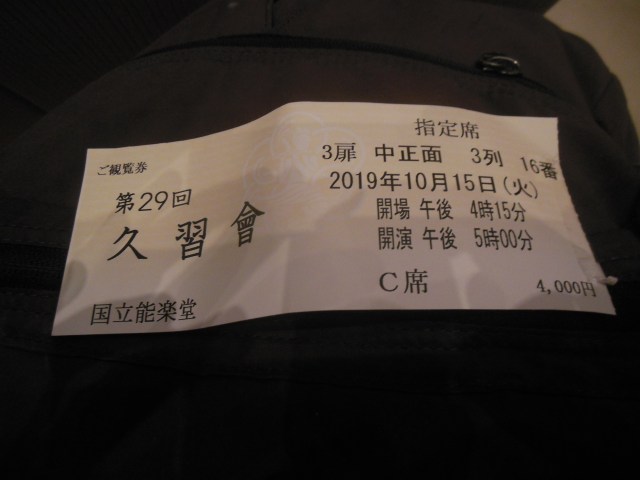 ご観覧券
第29回
久習會
国立能楽堂
指定席
3扉 中正面 3列 16番
2019年10月15日(火)
開場 午後 4時15分
開演 午後 5時00分
C席
4,000円